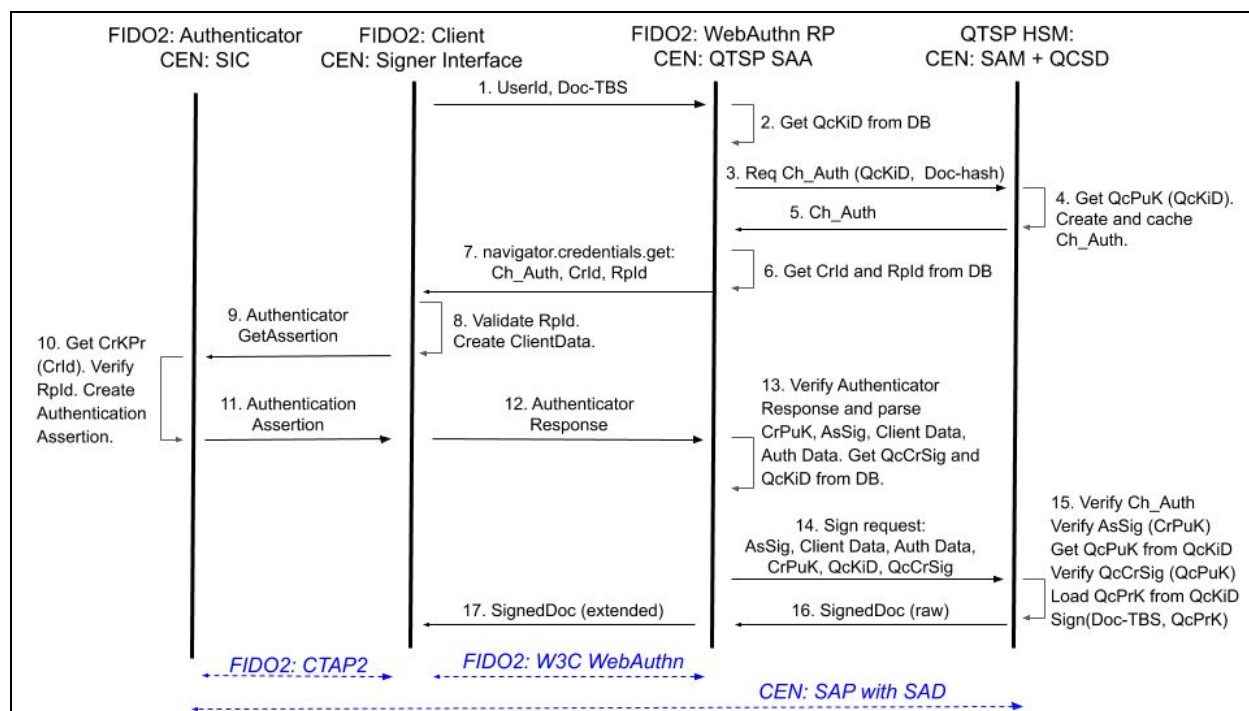 FIDO2: Authenticator
CEN: SIC
FIDO2: Client
CEN: Signer Interface
FIDO2: WebAuthn RP
CEN: QTSP SAA
QTSP HSM:
CEN: SAM + QCSD
1. UserId, Doc-TBS
2. Get QcKiD from DB
3. Req Ch_Auth (QcKiD, Doc-hash)
4. Get QcPuK (QcKiD).
Create and cache
Ch_Auth.
5. Ch_Auth
6. Get CrId and RpId from DB
7. navigator.credentials.get:
Ch_Auth, CrId, RpId
8. Validate RpId.
Create ClientData.
9. Authenticator
GetAssertion
10. Get CrKPr
(CrId). Verify
RpId. Create
Authentication
Assertion.
11. Authentication
Assertion
12. Authenticator
Response
13. Verify Authenticator
Response and parse
CrPuK, AsSig, Client Data,
Auth Data. Get QcCrSig and
QcKiD from DB.
14. Sign request:
AsSig, Client Data, Auth Data,
CrPuK, QcKiD, QcCrSig
15. Verify Ch_Auth
Verify AsSig (CrPuK)
Get QcPuK from QcKiD
Verify QcCrSig (QcPuK)
Load QcPrK from QcKiD
Sign(Doc-TBS, QcPrK)
16. SignedDoc (raw)
17. SignedDoc (extended)
FIDO2: CTAP2
FIDO2: W3C WebAuthn
CEN: SAP with SAD